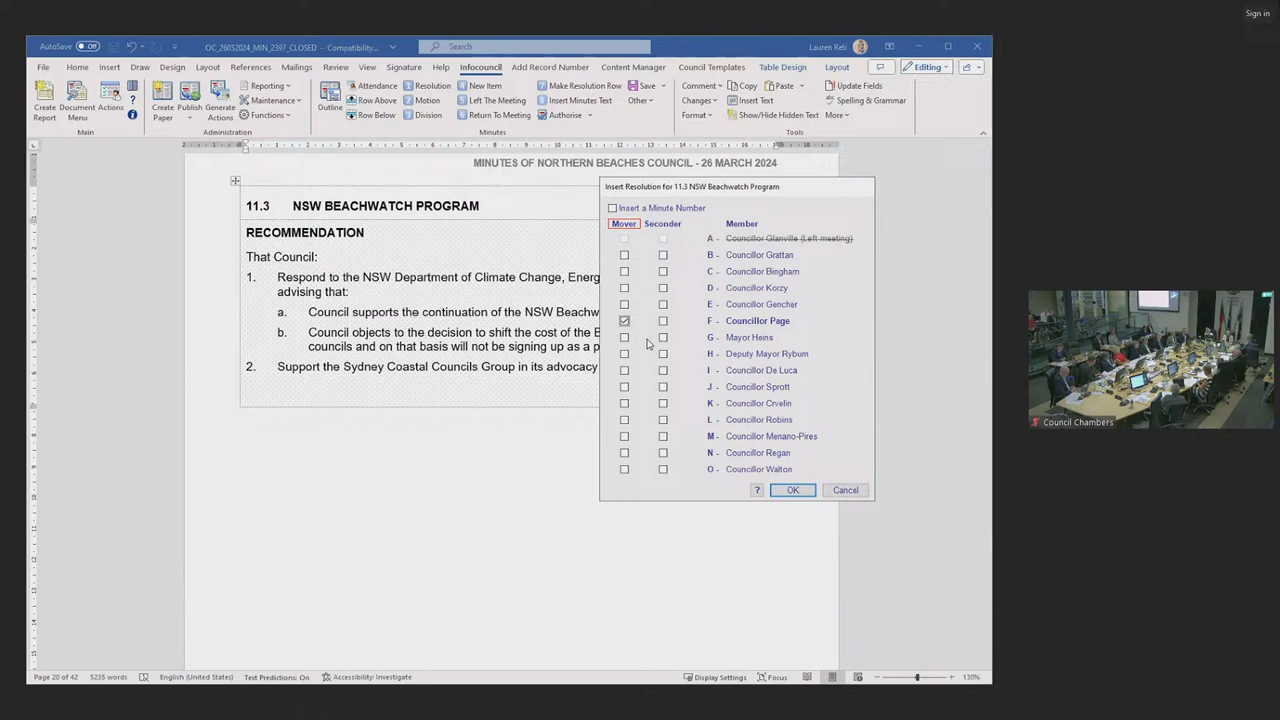 Sign in
AutoSave Off OC_26032024_MIN_2397_CLOSED - Compatibility... Search Lauren Reti
File Home Insert Draw Design Layout References Mailings Review View Signature Help Infocouncil Add Record Number Content Manager Council Templates Table Design Layout Editing
Create Report Document Menu Actions Reporting Maintenance Functions Create Paper Publish Generate Actions Outline Attendance Row Above Row Below 1 Resolution 2 Motion 3 Division 4 New Item 5 Left The Meeting 6 Return To Meeting 7 Make Resolution Row 8 Insert Minutes Text Authorise Save Other Comment Changes Format Copy Paste Insert Text Show/Hide Hidden Text Update Fields Spelling & Grammar More
Main Administration Minutes Tools
MINUTES OF NORTHERN BEACHES COUNCIL - 26 MARCH 2024
11.3 NSW BEACHWATCH PROGRAM
RECOMMENDATION
That Council:
1. Respond to the NSW Department of Climate Change, Energ
advising that:
a. Council supports the continuation of the NSW Beachw
b. Council objects to the decision to shift the cost of the B
councils and on that basis will not be signing up as a p
2. Support the Sydney Coastal Councils Group in its advocacy
Insert Resolution for 11.3 NSW Beachwatch Program
Insert a Minute Number
Mover Seconder Member
A - Councillor Glanville (Left meeting)
B - Councillor Grattan
C - Councillor Bingham
D - Councillor Korzy
E - Councillor Gencher
F - Councillor Page
G - Mayor Heins
H - Deputy Mayor Ryburn
I - Councillor De Luca
J - Councillor Sprott
K - Councillor Crvelin
L - Councillor Robins
M - Councillor Menano-Pires
N - Councillor Regan
O - Councillor Walton
? OK Cancel
Council Chambers
Page 20 of 42 5235 words English (United States) Text Predictions: On Accessibility: Investigate Display Settings Focus 130%